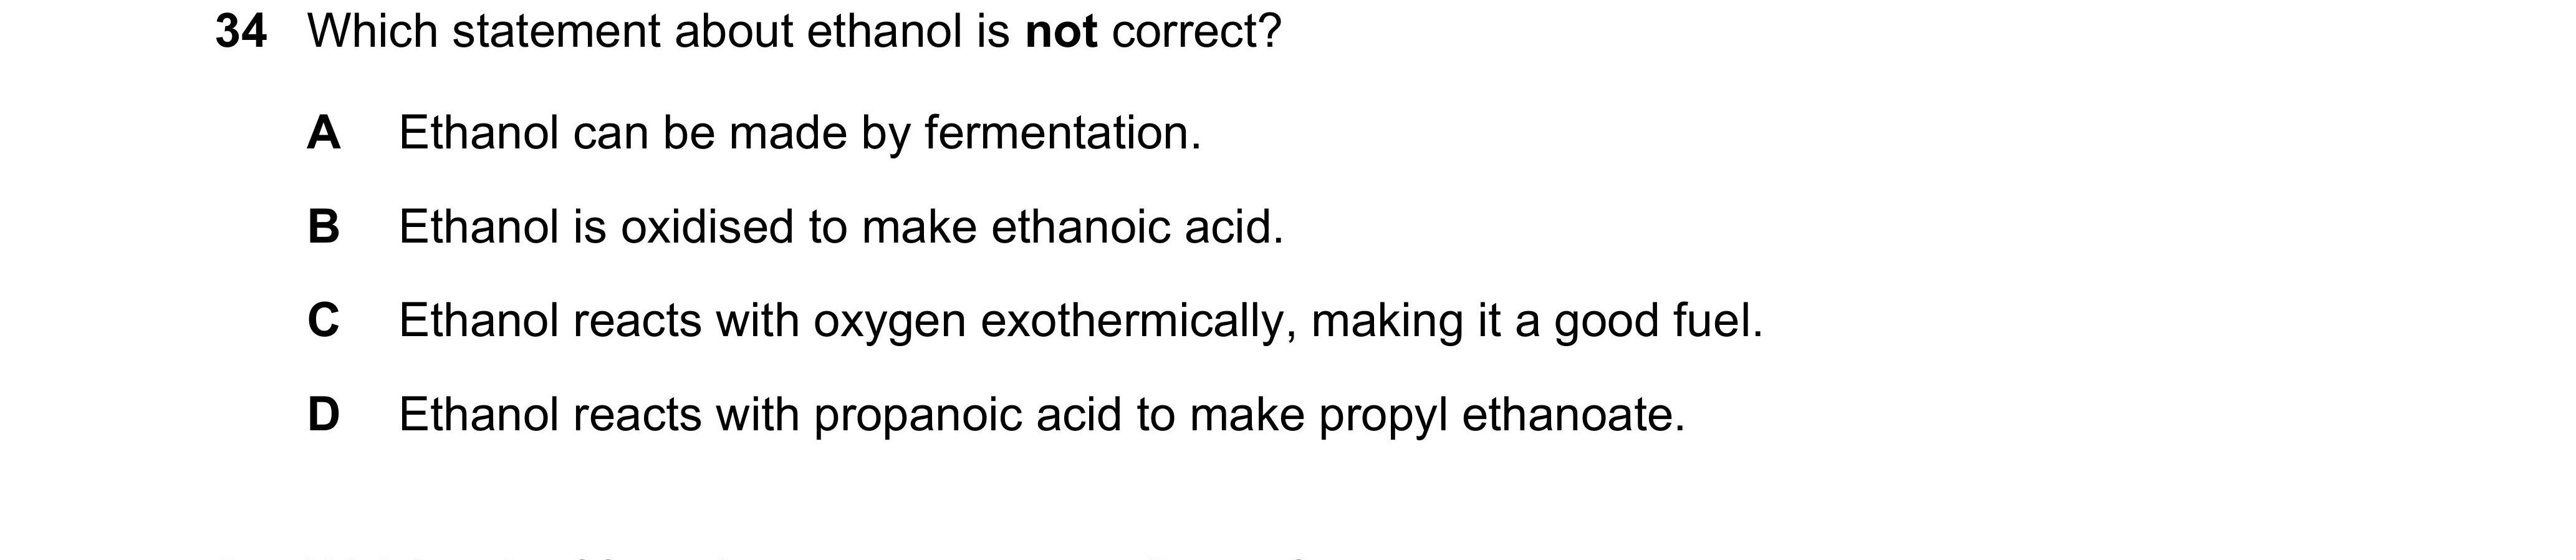 34 Which statement about ethanol is not correct?
A Ethanol can be made by fermentation.
B Ethanol is oxidised to make ethanoic acid.
C Ethanol reacts with oxygen exothermically, making it a good fuel.
D Ethanol reacts with propanoic acid to make propyl ethanoate.